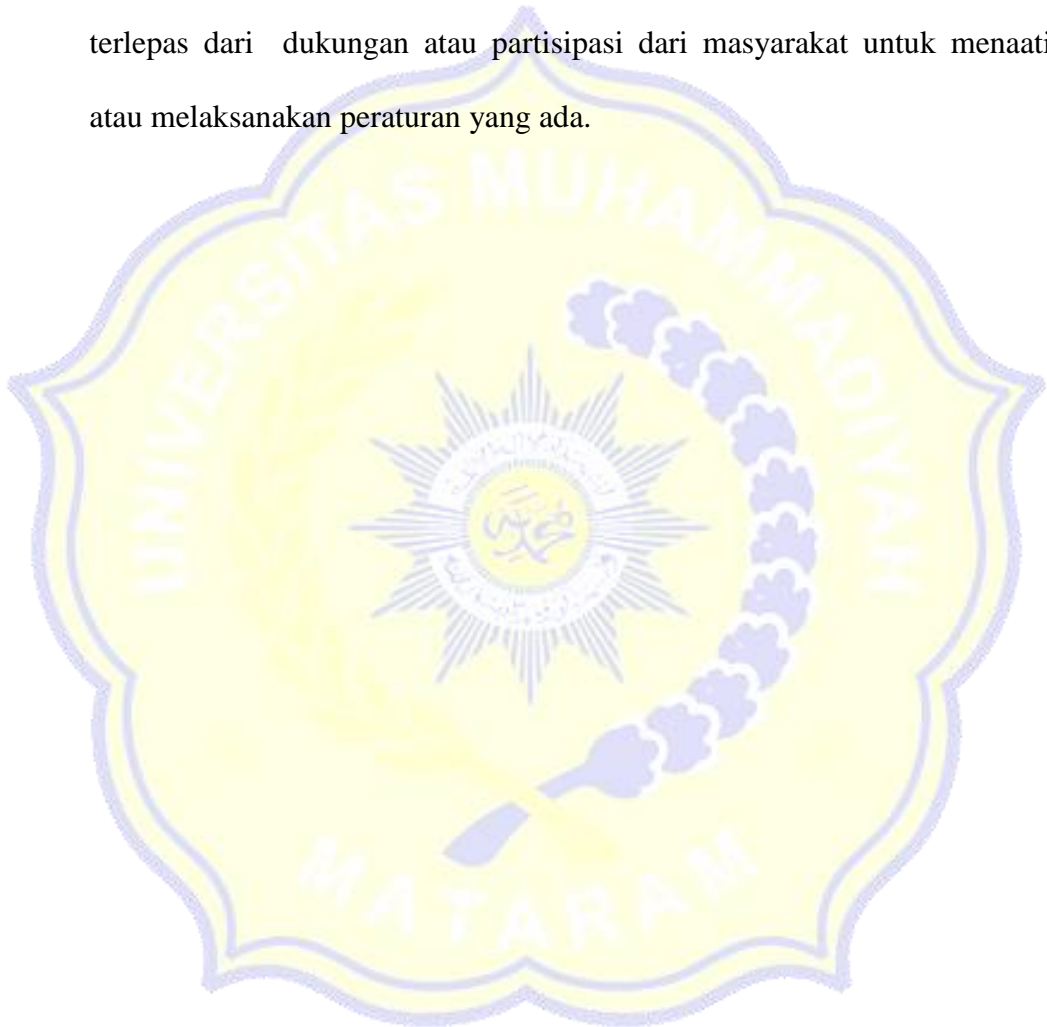 terlepas dari dukungan atau partisipasi dari masyarakat untuk menaati
atau melaksanakan peraturan yang ada.
UNIVERSITAS MUHAMMADIYAH
MATARAM